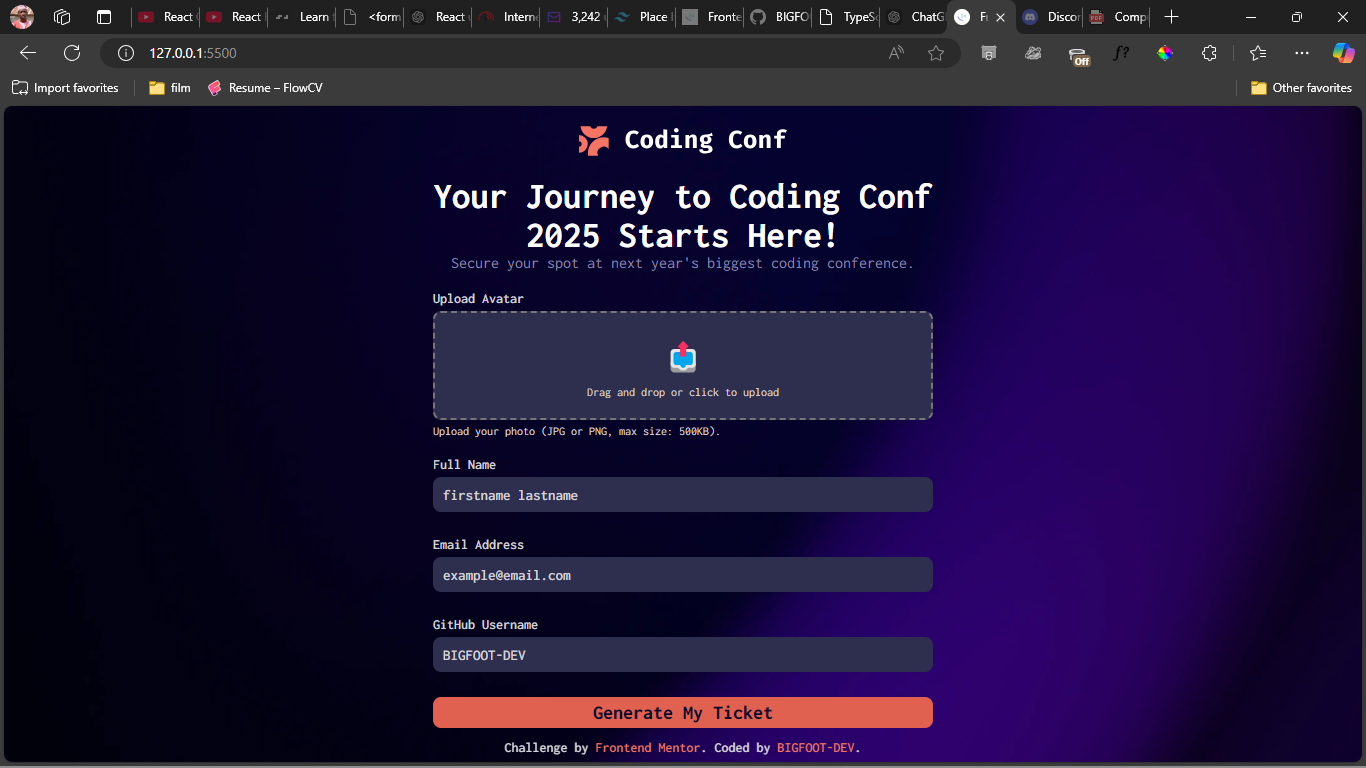 React
React
Learn
<form
React
Intern
3,242
Place
Fronte
BIGFO
TypeSc
ChatG
Fr
Discor
Comp
127.0.0.1:5500
Off
f?
Import favorites
film
Resume – FlowCV
Other favorites
Coding Conf
Your Journey to Coding Conf
2025 Starts Here!
Secure your spot at next year's biggest coding conference.
Upload Avatar
Drag and drop or click to upload
Upload your photo (JPG or PNG, max size: 500KB).
Full Name
firstname lastname
Email Address
example@email.com
GitHub Username
BIGFOOT-DEV
Generate My Ticket
Challenge by Frontend Mentor. Coded by BIGFOOT-DEV.